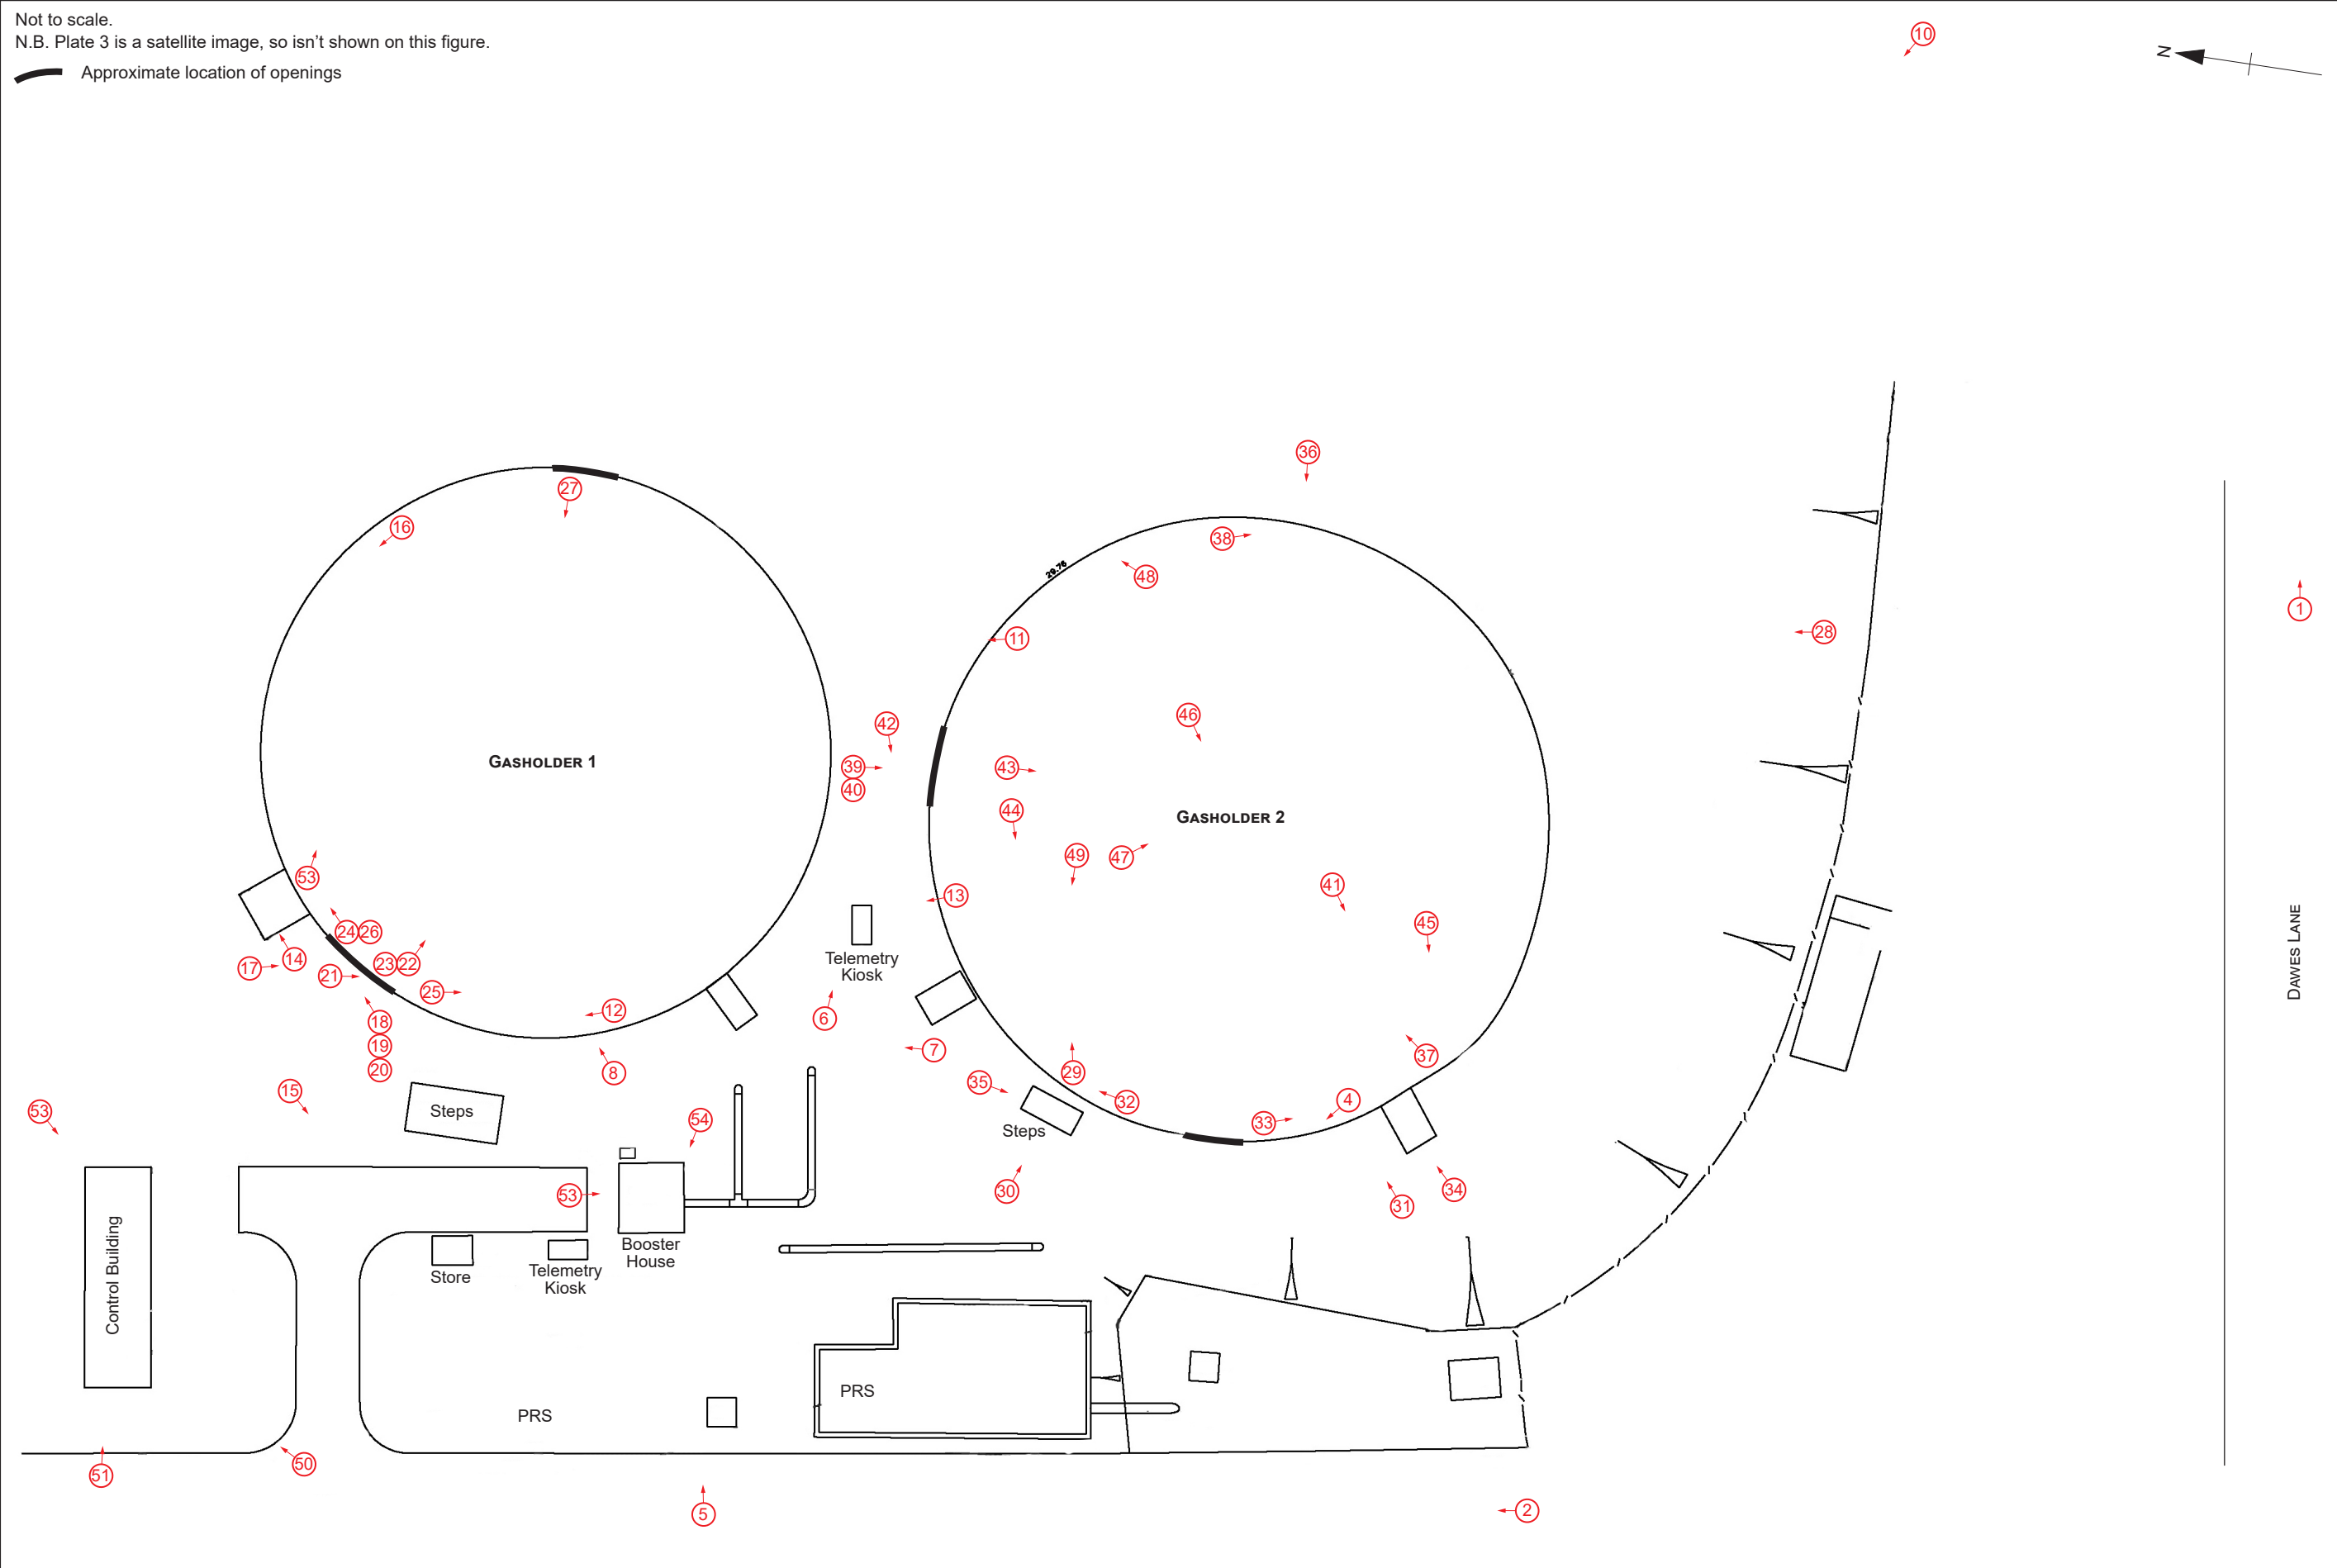 Not to scale.
N.B. Plate 3 is a satellite image, so isn't shown on this figure.
Approximate location of openings
10
N
36
27
16
38
29.76
48
1
11
28
42
46
Gasholder 1
39
43
40
44
Gasholder 2
49
47
53
41
13
45
24 26
14
17
23 22
21
Telemetry
Kiosk
25
Dawes Lane
12
6
18
19
7
37
20
8
29
35
15
32
4
53
Steps
54
33
Steps
53
30
34
31
Control Building
Booster
House
Store
Telemetry
Kiosk
PRS
PRS
50
51
5
2